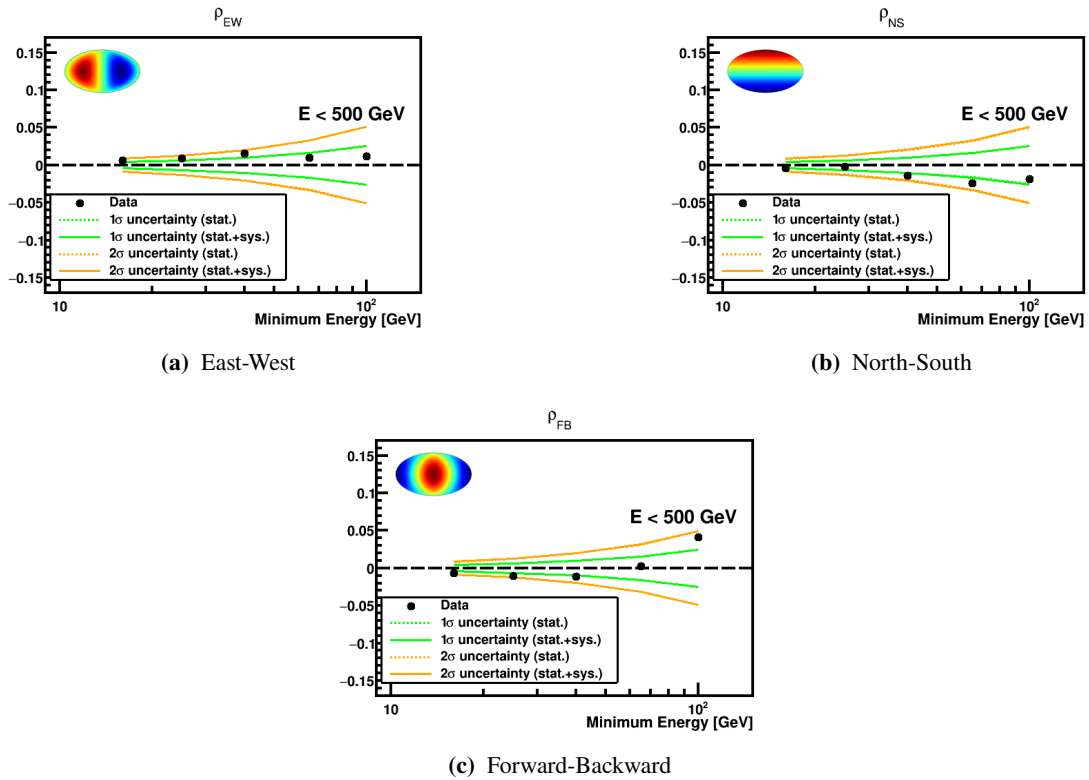 ρ_EW
0.15
0.1
0.05
0
−0.05
−0.1
−0.15
E < 500 GeV
Data
1σ uncertainty (stat.)
1σ uncertainty (stat.+sys.)
2σ uncertainty (stat.)
2σ uncertainty (stat.+sys.)
10
10²
Minimum Energy [GeV]
(a) East-West
ρ_NS
0.15
0.1
0.05
0
−0.05
−0.1
−0.15
E < 500 GeV
Data
1σ uncertainty (stat.)
1σ uncertainty (stat.+sys.)
2σ uncertainty (stat.)
2σ uncertainty (stat.+sys.)
10
10²
Minimum Energy [GeV]
(b) North-South
ρ_FB
0.15
0.1
0.05
0
−0.05
−0.1
−0.15
E < 500 GeV
Data
1σ uncertainty (stat.)
1σ uncertainty (stat.+sys.)
2σ uncertainty (stat.)
2σ uncertainty (stat.+sys.)
10
10²
Minimum Energy [GeV]
(c) Forward-Backward